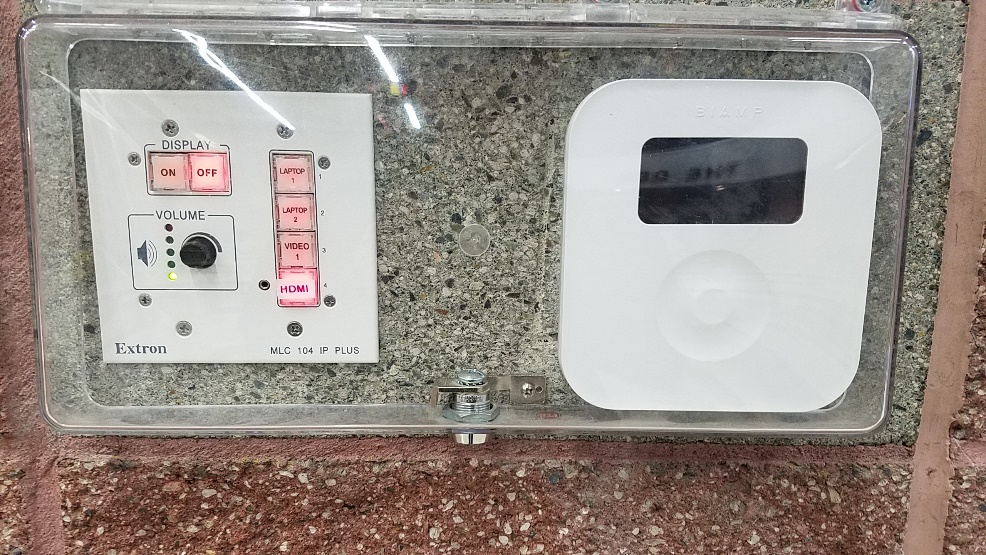 DISPLAY
ON OFF
VOLUME
LAPTOP
1
1
LAPTOP
2
2
VIDEO
1
3
HDMI
4
Extron
MLC 104 IP PLUS
BIAMP